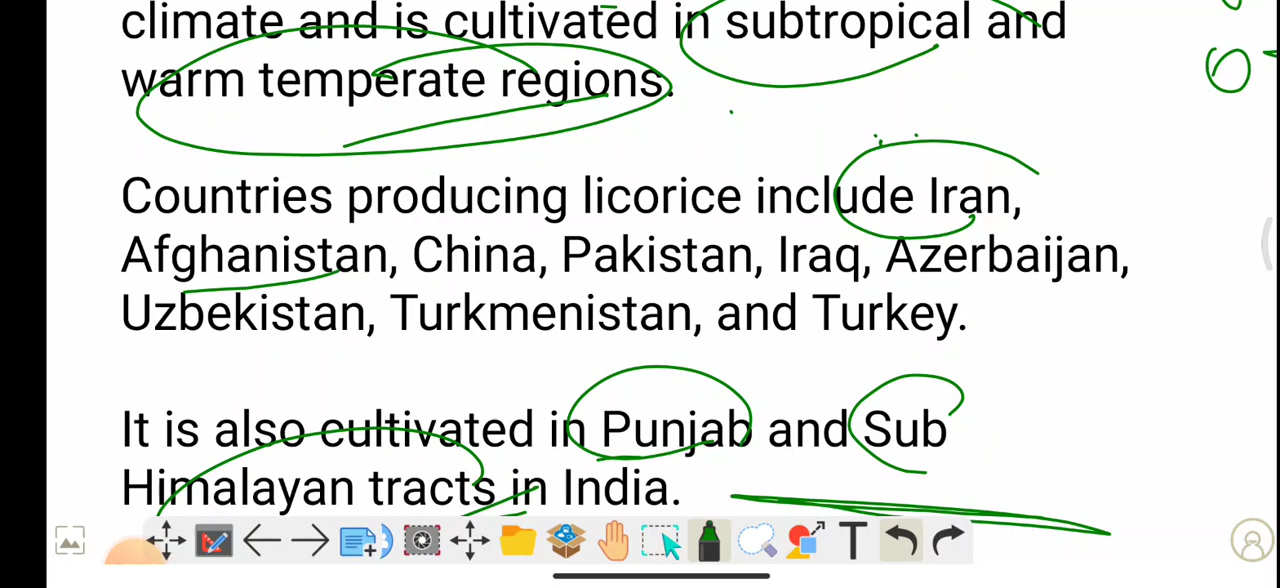 climate and is cultivated in subtropical and
warm temperate regions.
Countries producing licorice include Iran,
Afghanistan, China, Pakistan, Iraq, Azerbaijan,
Uzbekistan, Turkmenistan, and Turkey.
It is also cultivated in Punjab and Sub
Himalayan tracts in India.